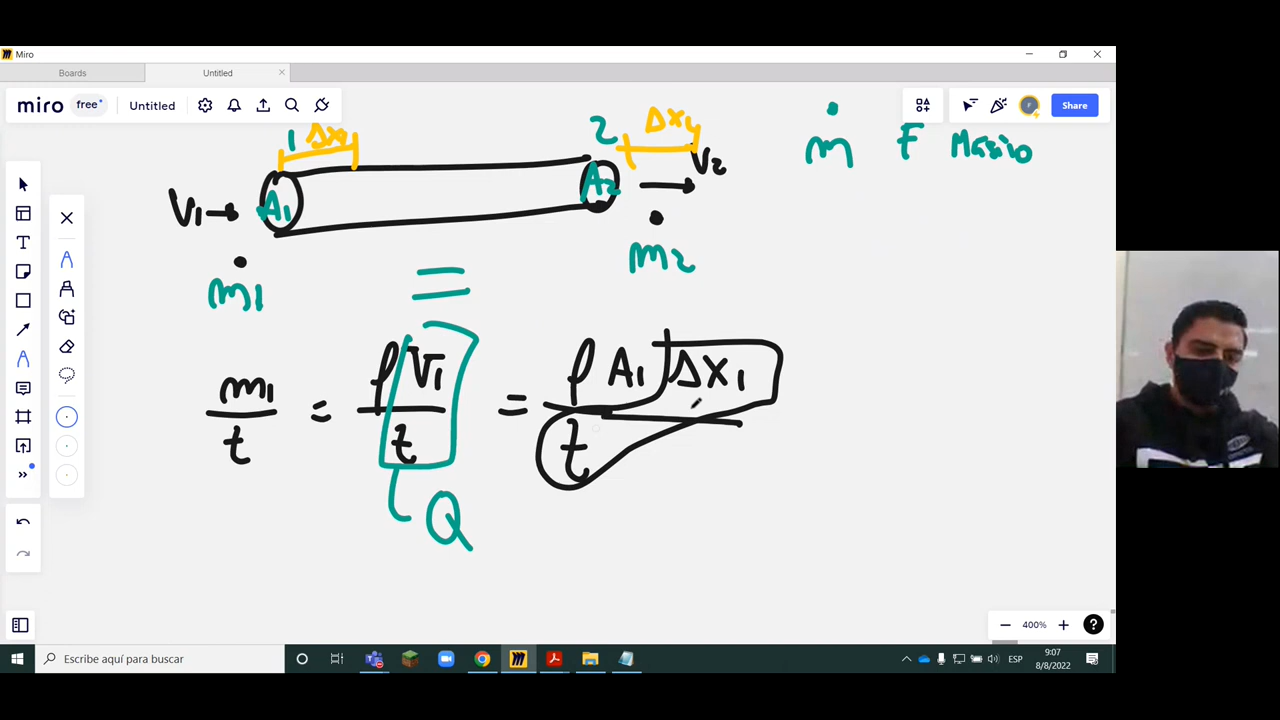 Miro
Boards Untitled
miro free Untitled Share
1 Δx1 2 Δx2 ṁ F Masico
V1 A1 A2 V2
ṁ1 = ṁ2
m1/t = ρV1/t = ρ A1 Δx1/t
Q
400%
Escribe aquí para buscar ESP 9:07
8/8/2022